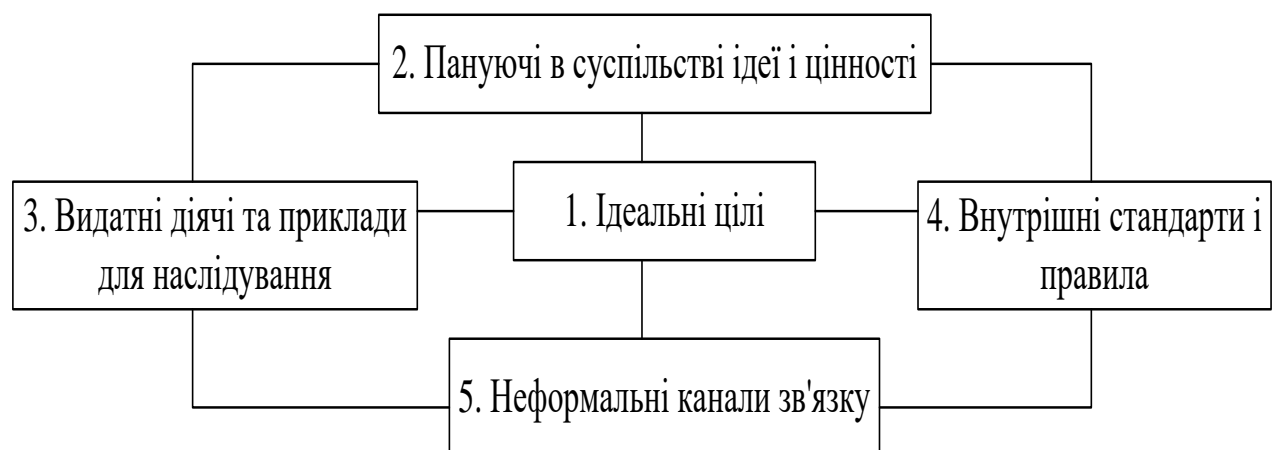 2. Пануючі в суспільстві ідеї і цінності
1. Ідеальні цілі
3. Видатні діячі та приклади
для наслідування
4. Внутрішні стандарти і
правила
5. Неформальні канали зв'язку